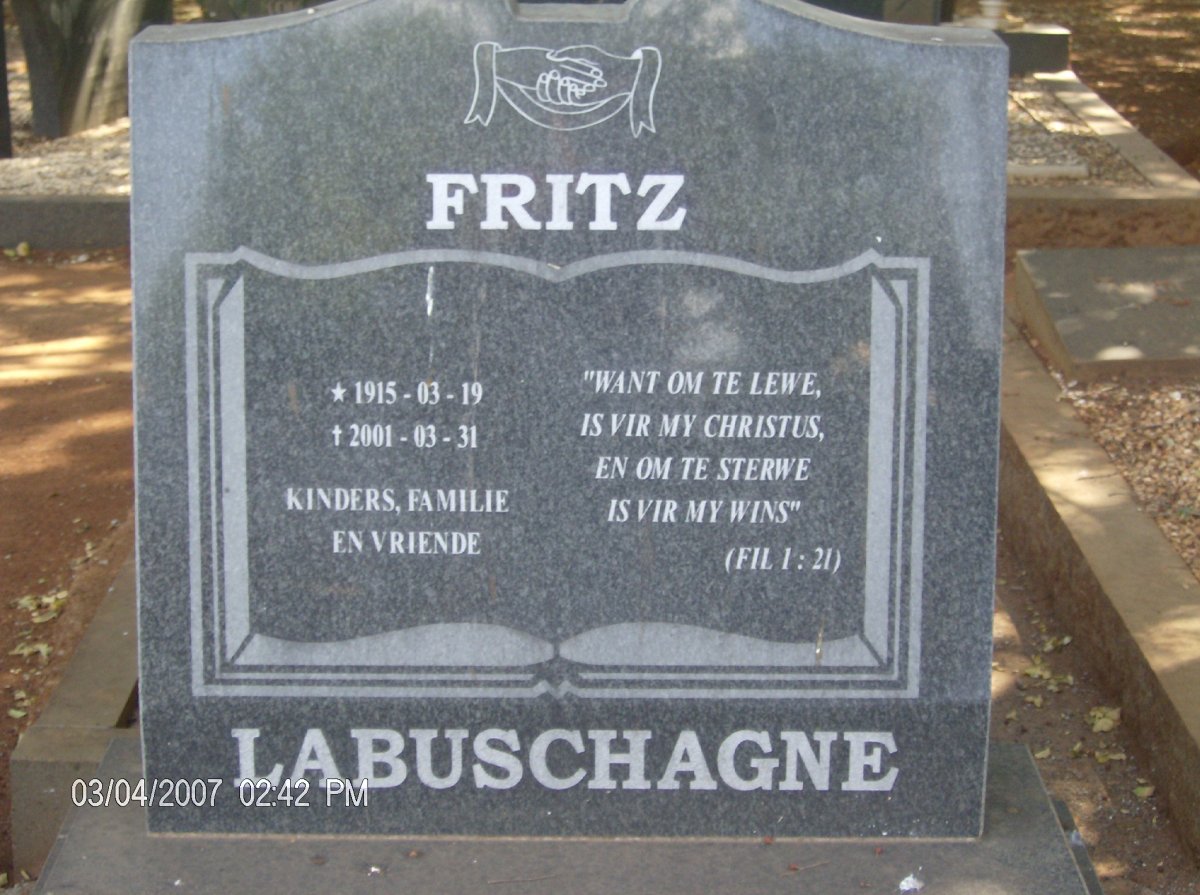 FRITZ
★ 1915 - 03 - 19
† 2001 - 03 - 31
KINDERS, FAMILIE
EN VRIENDE
"WANT OM TE LEWE,
IS VIR MY CHRISTUS,
EN OM TE STERWE
IS VIR MY WINS"
(FIL 1 : 21)
LABUSCHAGNE
03/04/2007 02:42 PM